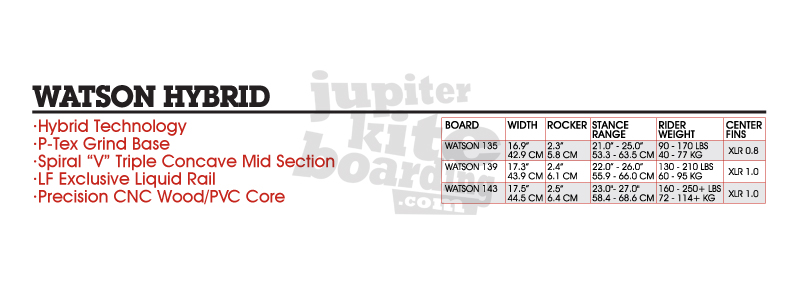 WATSON HYBRID
·Hybrid Technology
·P-Tex Grind Base
·Spiral “V” Triple Concave Mid Section
·LF Exclusive Liquid Rail
·Precision CNC Wood/PVC Core
jupiter
kite
boarding
.com
BOARD WIDTH ROCKER STANCE RANGE RIDER WEIGHT CENTER FINS
WATSON 135 16.9" 2.3" 21.0" - 25.0" 90 - 170 LBS XLR 0.8
42.9 CM 5.8 CM 53.3 - 63.5 CM 40 - 77 KG
WATSON 139 17.3" 2.4" 22.0" - 26.0" 130 - 210 LBS XLR 1.0
43.9 CM 6.1 CM 55.9 - 66.0 CM 60 - 95 KG
WATSON 143 17.5" 2.5" 23.0"- 27.0" 160 - 250+ LBS XLR 1.0
44.5 CM 6.4 CM 58.4 - 68.6 CM 72 - 114+ KG